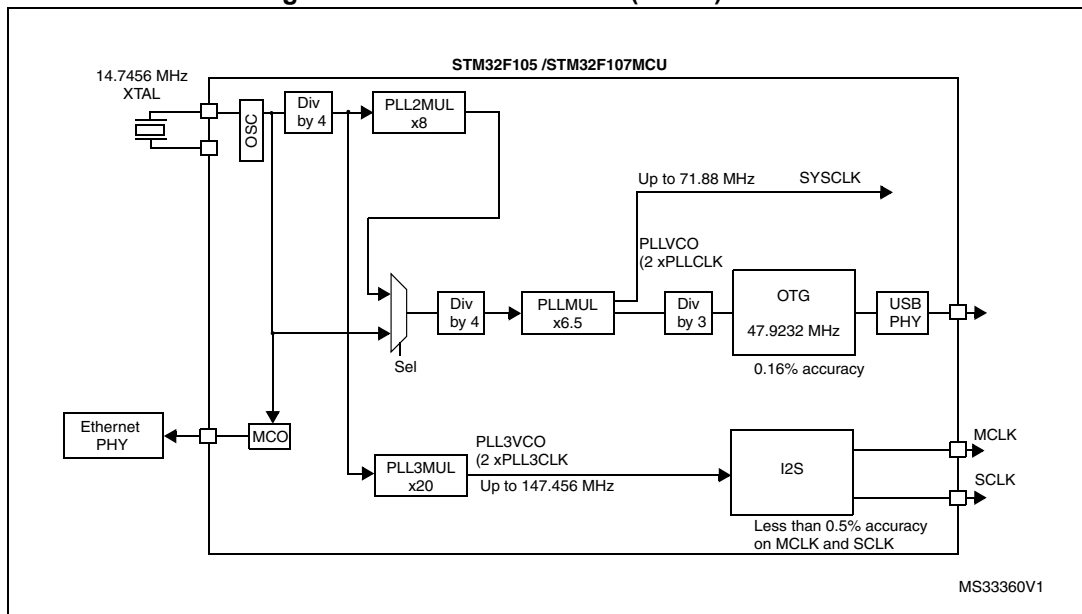 STM32F105 /STM32F107MCU
14.7456 MHz
XTAL
OSC
Div
by 4
PLL2MUL
x8
Up to 71.88 MHz
SYSCLK
PLLVCO
(2 xPLLCLK
Sel
Div
by 4
PLLMUL
x6.5
Div
by 3
OTG
47.9232 MHz
USB
PHY
0.16% accuracy
Ethernet
PHY
MCO
PLL3MUL
x20
PLL3VCO
(2 xPLL3CLK
Up to 147.456 MHz
I2S
MCLK
SCLK
Less than 0.5% accuracy
on MCLK and SCLK
MS33360V1